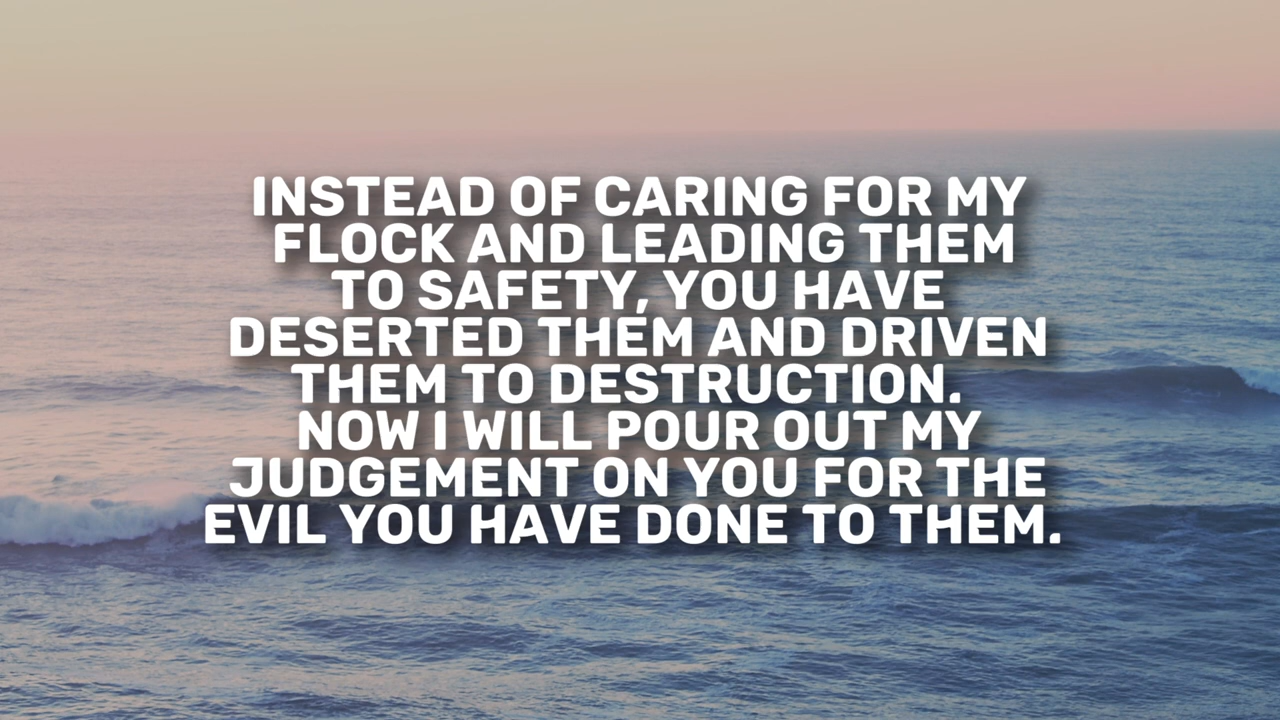 INSTEAD OF CARING FOR MY
FLOCK AND LEADING THEM
TO SAFETY, YOU HAVE
DESERTED THEM AND DRIVEN
THEM TO DESTRUCTION.
NOW I WILL POUR OUT MY
JUDGEMENT ON YOU FOR THE
EVIL YOU HAVE DONE TO THEM.